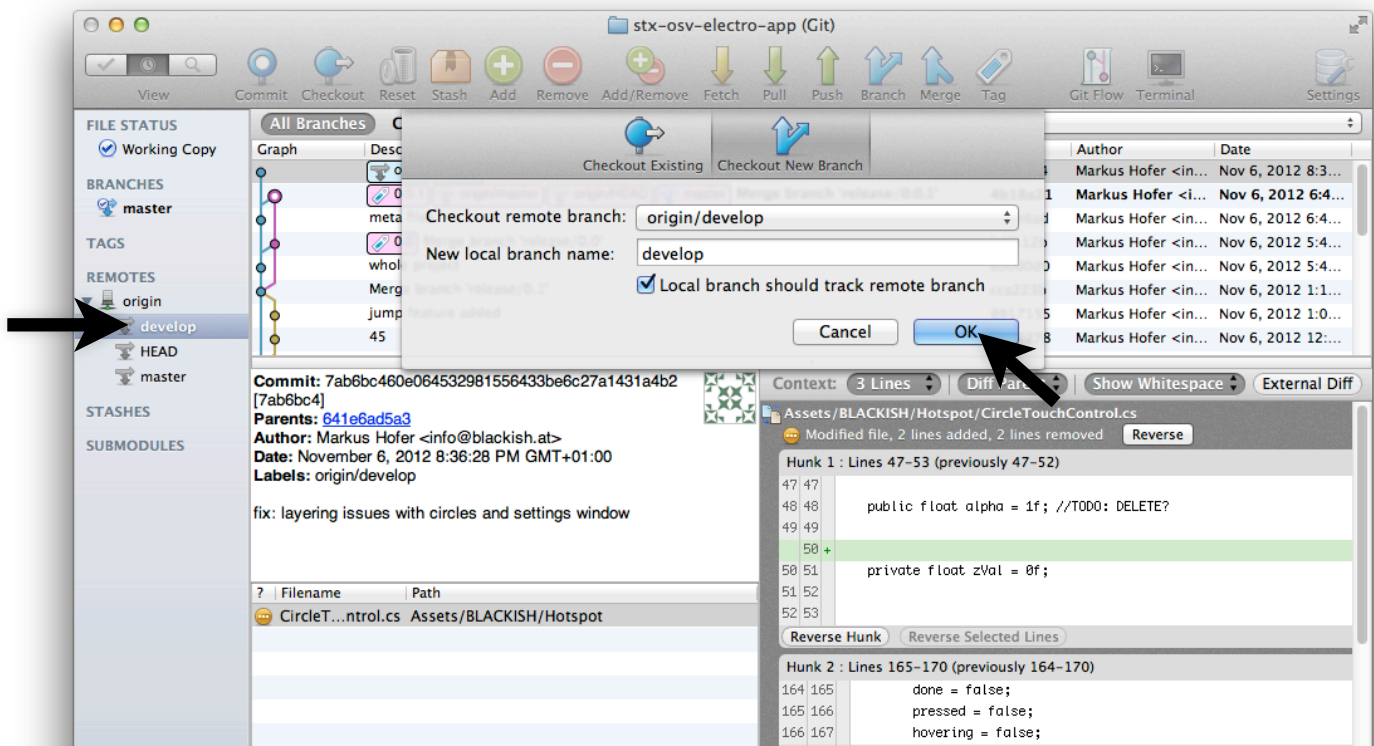 stx-osv-electro-app (Git)
View
Commit Checkout Reset Stash Add Remove Add/Remove Fetch Pull Push Branch Merge Tag Git Flow Terminal Settings
FILE STATUS
Working Copy
BRANCHES
master
TAGS
REMOTES
origin
develop
HEAD
master
STASHES
SUBMODULES
All Branches C
Graph Desc Author Date
o 4 Markus Hofer <in... Nov 6, 2012 8:3...
0 1 Markus Hofer <i... Nov 6, 2012 6:4...
meta Markus Hofer <in... Nov 6, 2012 6:4...
0 Markus Hofer <in... Nov 6, 2012 5:4...
whol 0 Markus Hofer <in... Nov 6, 2012 5:4...
Merg Markus Hofer <in... Nov 6, 2012 1:1...
jump feature added 5 Markus Hofer <in... Nov 6, 2012 1:0...
45 8 Markus Hofer <in... Nov 6, 2012 12:...
Checkout Existing Checkout New Branch
Checkout remote branch: origin/develop
New local branch name: develop
Local branch should track remote branch
Cancel OK
Commit: 7ab6bc460e064532981556433be6c27a1431a4b2
[7ab6bc4]
Parents: 641e6ad5a3
Author: Markus Hofer <info@blackish.at>
Date: November 6, 2012 8:36:28 PM GMT+01:00
Labels: origin/develop
fix: layering issues with circles and settings window
? Filename Path
CircleT...ntrol.cs Assets/BLACKISH/Hotspot
Context: 3 Lines Diff Show Whitespace External Diff
Assets/BLACKISH/Hotspot/CircleTouchControl.cs
Modified file, 2 lines added, 2 lines removed Reverse
Hunk 1 : Lines 47-53 (previously 47-52)
47 47
48 48 public float alpha = 1f; //TODO: DELETE?
49 49
50 +
50 51 private float zVal = 0f;
51 52
52 53
Reverse Hunk Reverse Selected Lines
Hunk 2 : Lines 165-170 (previously 164-170)
164 165 done = false;
165 166 pressed = false;
166 167 hovering = false;